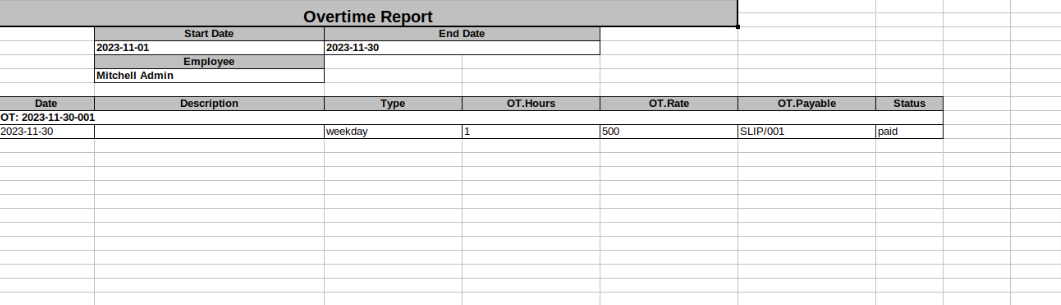 Overtime Report
Start Date End Date
2023-11-01 2023-11-30
Employee
Mitchell Admin
Date Description Type OT.Hours OT.Rate OT.Payable Status
OT: 2023-11-30-001
2023-11-30 weekday 1 500 SLIP/001 paid